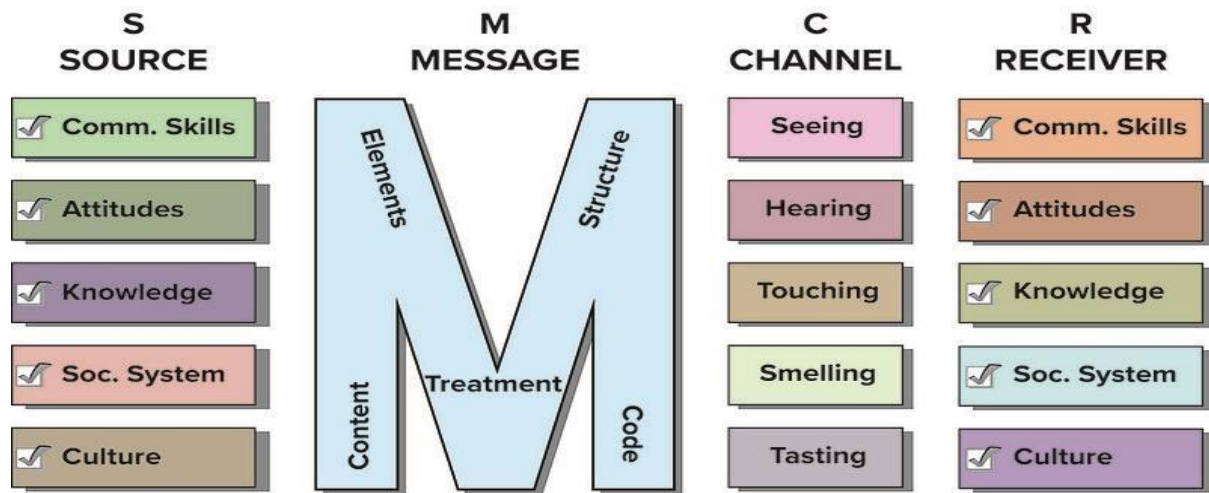 S
SOURCE
Comm. Skills
Attitudes
Knowledge
Soc. System
Culture
M
MESSAGE
Elements
Structure
Content
Treatment
Code
C
CHANNEL
Seeing
Hearing
Touching
Smelling
Tasting
R
RECEIVER
Comm. Skills
Attitudes
Knowledge
Soc. System
Culture